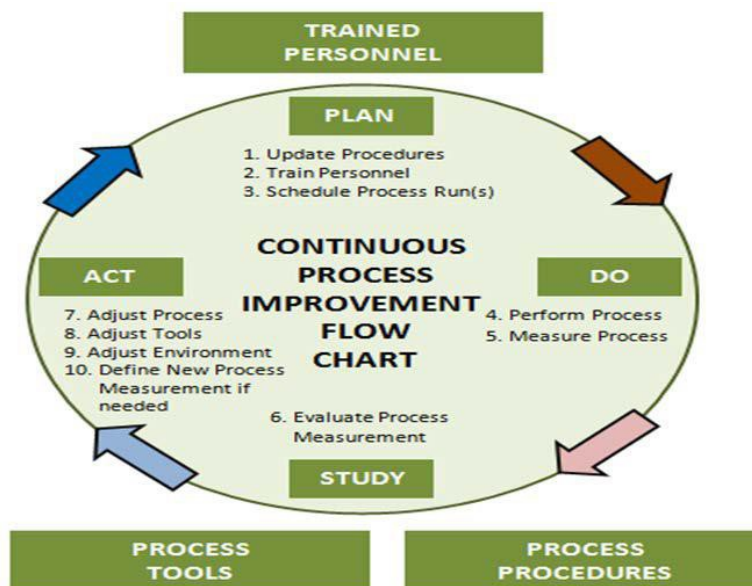 TRAINED
PERSONNEL
PLAN
1. Update Procedures
2. Train Personnel
3. Schedule Process Run(s)
CONTINUOUS
PROCESS
IMPROVEMENT
FLOW
CHART
DO
4. Perform Process
5. Measure Process
6. Evaluate Process
Measurement
STUDY
ACT
7. Adjust Process
8. Adjust Tools
9. Adjust Environment
10. Define New Process
Measurement if
needed
PROCESS
TOOLS
PROCESS
PROCEDURES